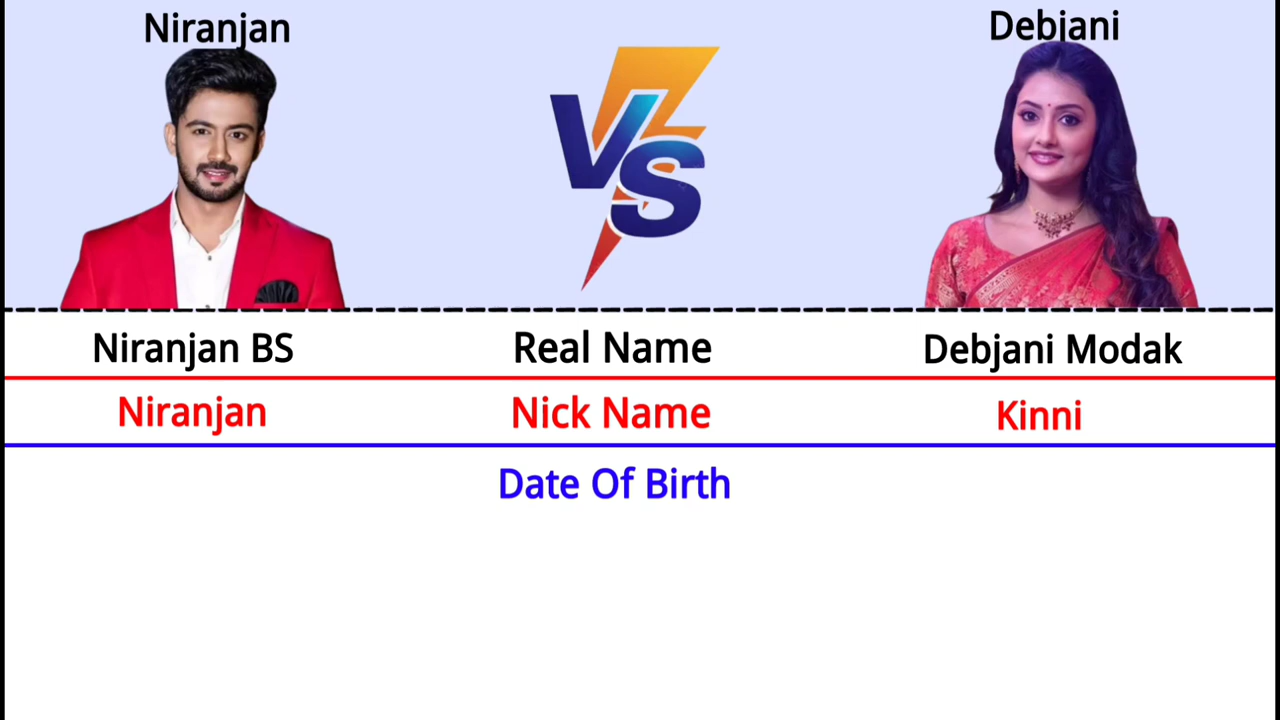 Niranjan
Debjani
VS
Niranjan BS Real Name Debjani Modak
Niranjan Nick Name Kinni
Date Of Birth